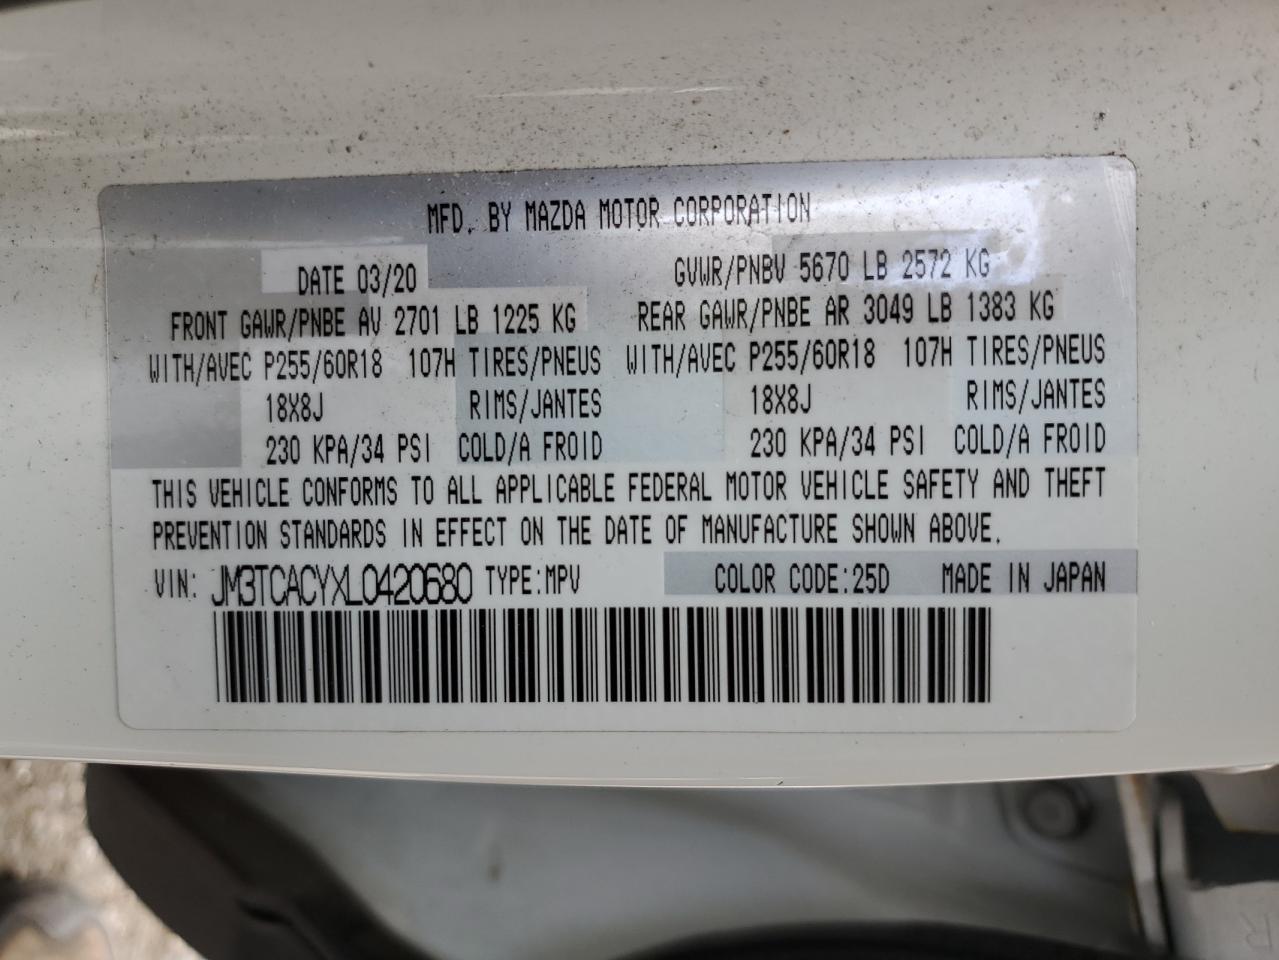 MFD. BY MAZDA MOTOR CORPORATION
DATE 03/20 GVWR/PNBV 5670 LB 2572 KG
FRONT GAWR/PNBE AV 2701 LB 1225 KG REAR GAWR/PNBE AR 3049 LB 1383 KG
WITH/AVEC P255/60R18 107H TIRES/PNEUS WITH/AVEC P255/60R18 107H TIRES/PNEUS
18X8J RIMS/JANTES 18X8J RIMS/JANTES
230 KPA/34 PSI COLD/A FROID 230 KPA/34 PSI COLD/A FROID
THIS VEHICLE CONFORMS TO ALL APPLICABLE FEDERAL MOTOR VEHICLE SAFETY AND THEFT
PREVENTION STANDARDS IN EFFECT ON THE DATE OF MANUFACTURE SHOWN ABOVE.
VIN: JM3TCACYXL0420680 TYPE:MPV COLOR CODE:25D MADE IN JAPAN
R